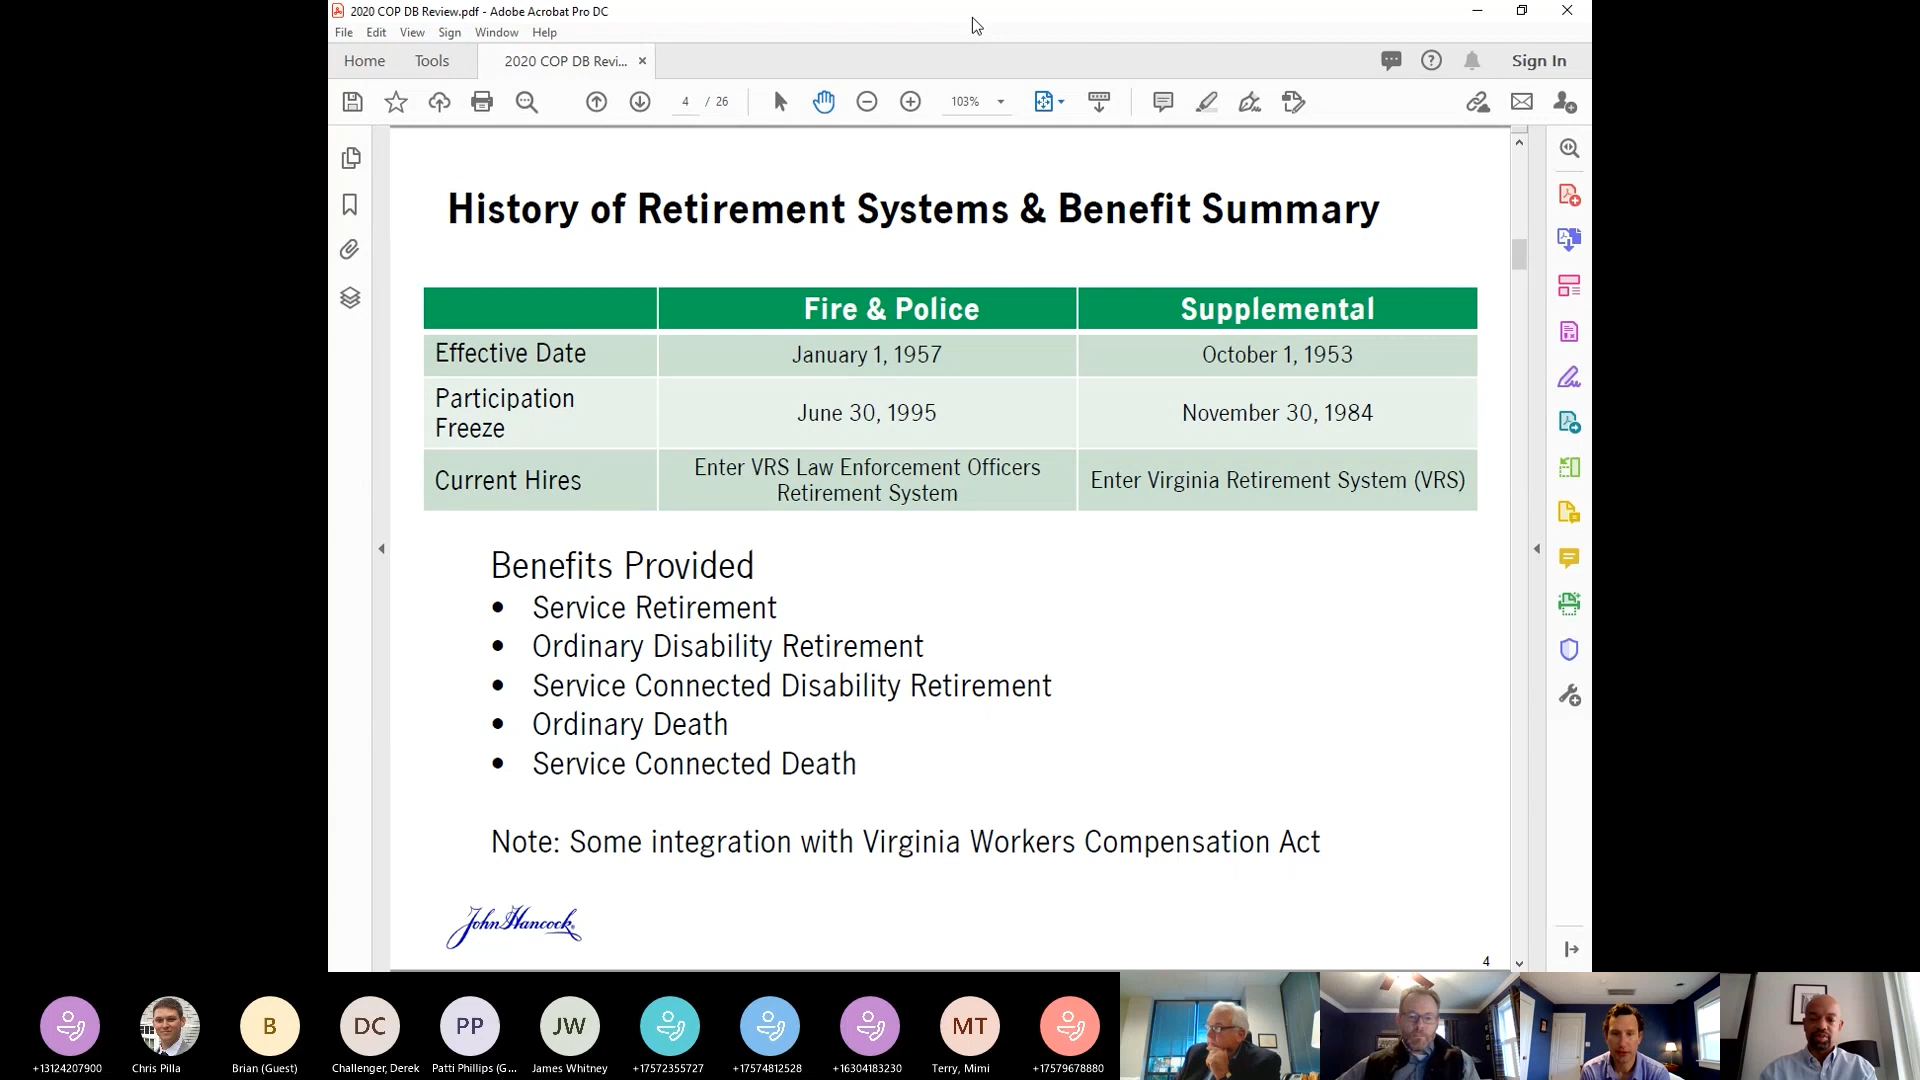 2020 COP DB Review.pdf - Adobe Acrobat Pro DC
File Edit View Sign Window Help
Home Tools 2020 COP DB Revi... × Sign In
4 / 26 103%
History of Retirement Systems & Benefit Summary
Fire & Police Supplemental
Effective Date January 1, 1957 October 1, 1953
Participation
Freeze June 30, 1995 November 30, 1984
Current Hires Enter VRS Law Enforcement Officers
Retirement System Enter Virginia Retirement System (VRS)
Benefits Provided
• Service Retirement
• Ordinary Disability Retirement
• Service Connected Disability Retirement
• Ordinary Death
• Service Connected Death
Note: Some integration with Virginia Workers Compensation Act
John Hancock
4
B DC PP JW MT
+13124207900 Chris Pilla Brian (Guest) Challenger, Derek Patti Phillips (G... James Whitney +17572355727 +17574812528 +16304183230 Terry, Mimi +17579678880